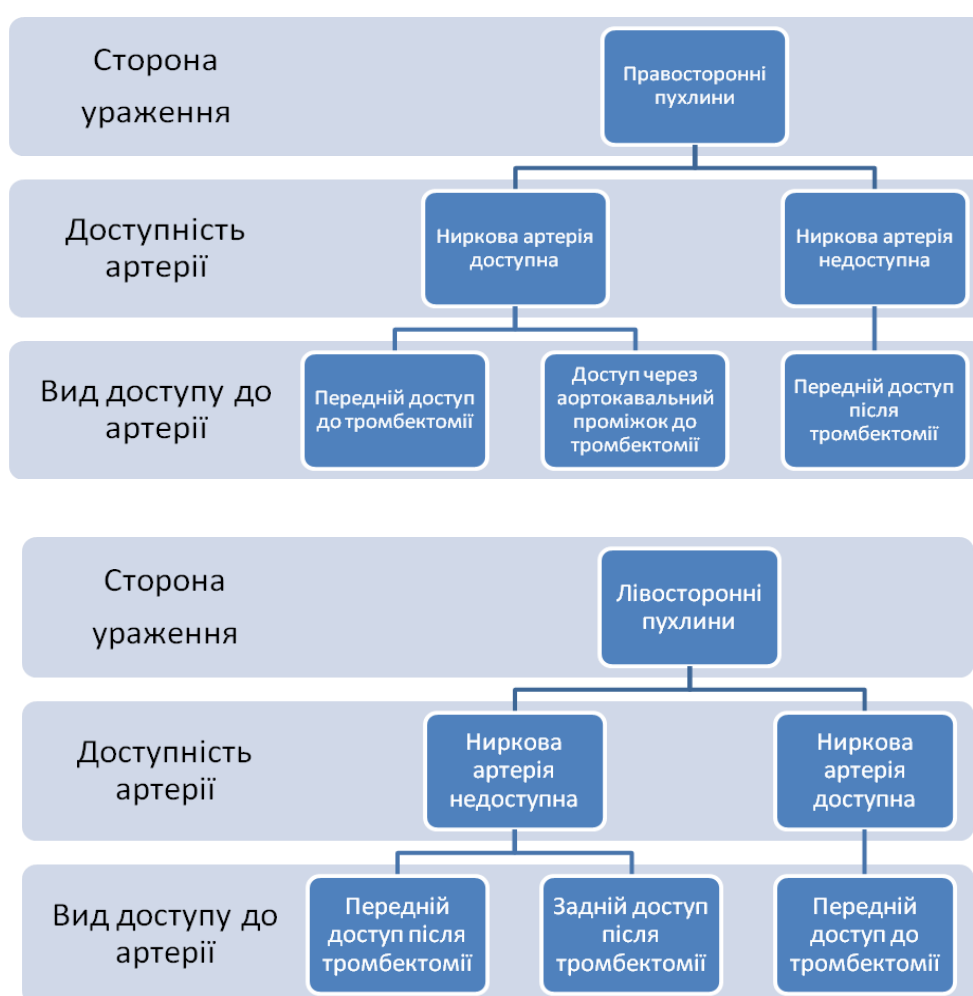 Сторона
ураження
Правосторонні
пухлини
Доступність
артерії
Ниркова артерія
доступна
Ниркова артерія
недоступна
Вид доступу до
артерії
Передній доступ
до тромбектомії
Доступ через
аортокавальний
проміжок до
тромбектомії
Передній доступ
після
тромбектомії
Сторона
ураження
Лівосторонні
пухлини
Доступність
артерії
Ниркова
артерія
недоступна
Ниркова
артерія
доступна
Вид доступу до
артерії
Передній
доступ після
тромбектомії
Задній доступ
після
тромбектомії
Передній
доступ до
тромбектомії